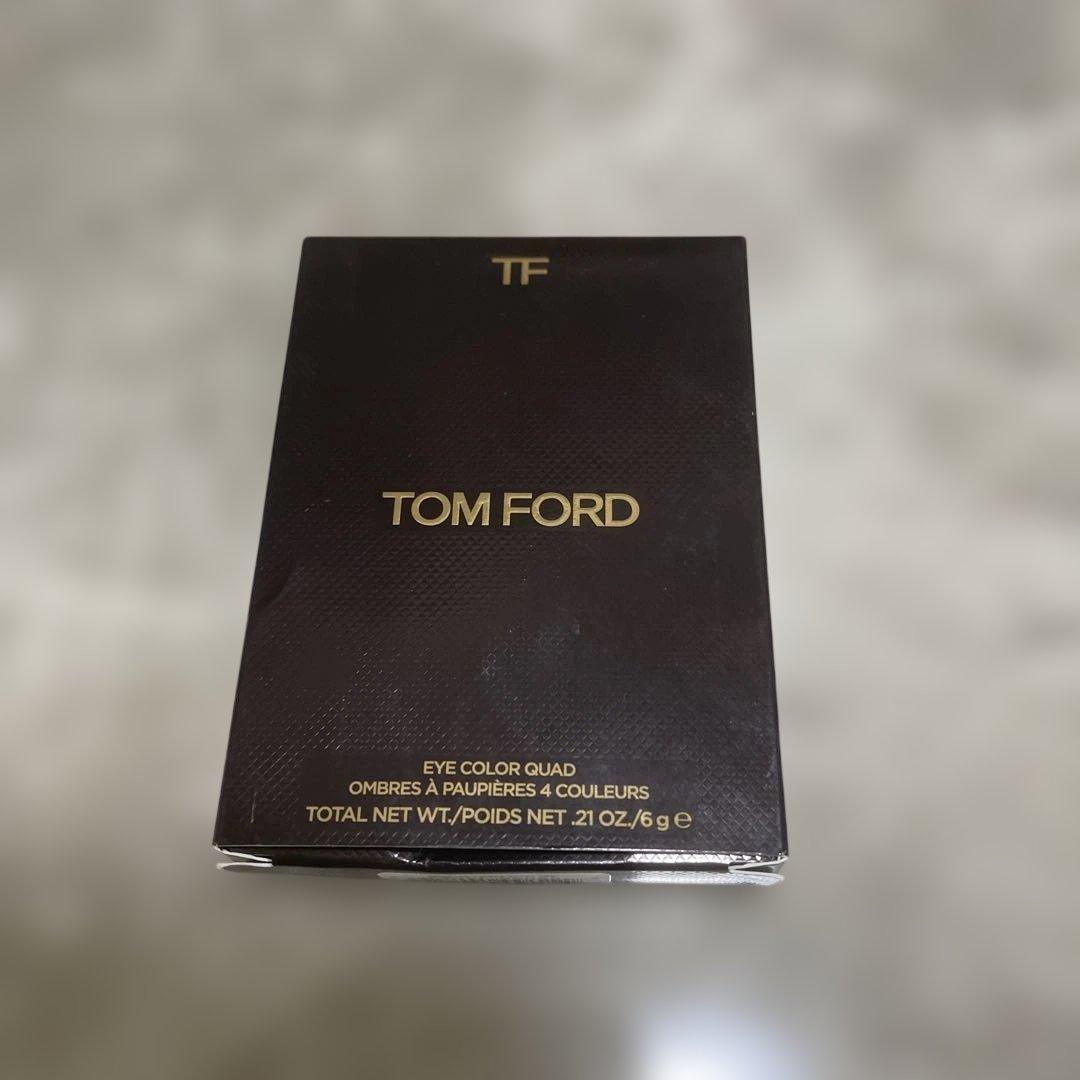 TF
TOM FORD
EYE COLOR QUAD
OMBRES À PAUPIÈRES 4 COULEURS
TOTAL NET WT./POIDS NET .21 OZ./6 g ℮